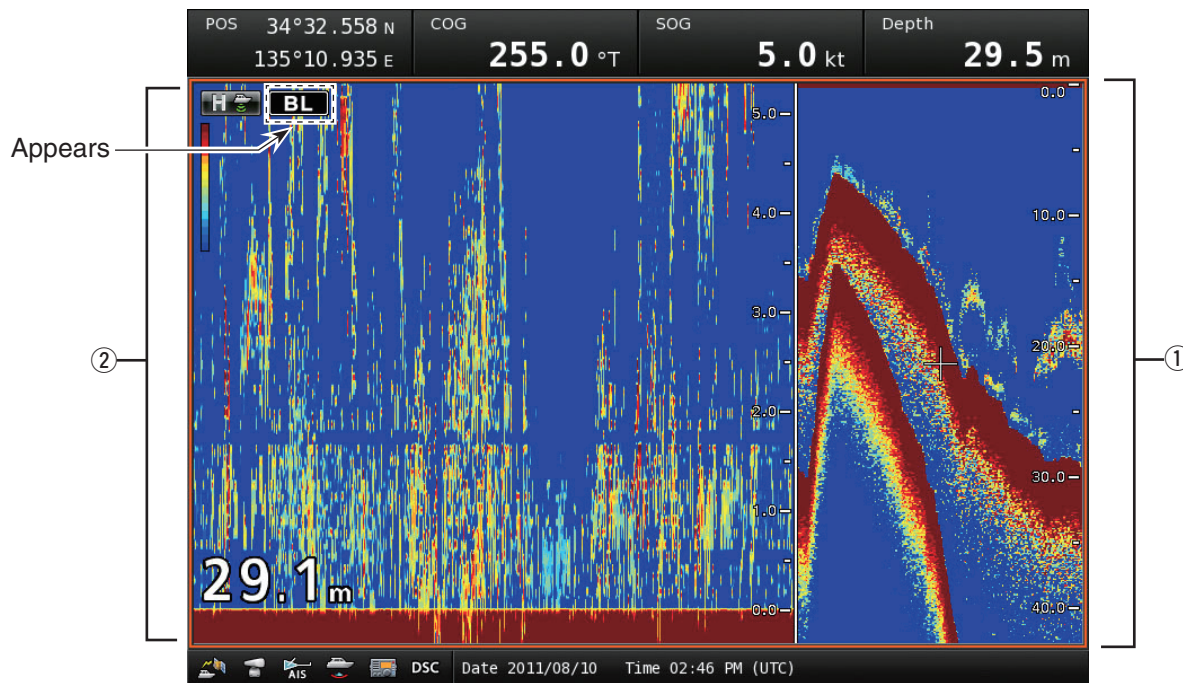 POS 34°32.558 N
135°10.935 E
COG
255.0 °T
SOG
5.0 kt
Depth
29.5 m
H
BL
Appears
5.0
4.0
3.0
2.0
1.0
0.0
29.1m
0.0
10.0
20.0
30.0
40.0
②
①
AIS
DSC
Date 2011/08/10 Time 02:46 PM (UTC)